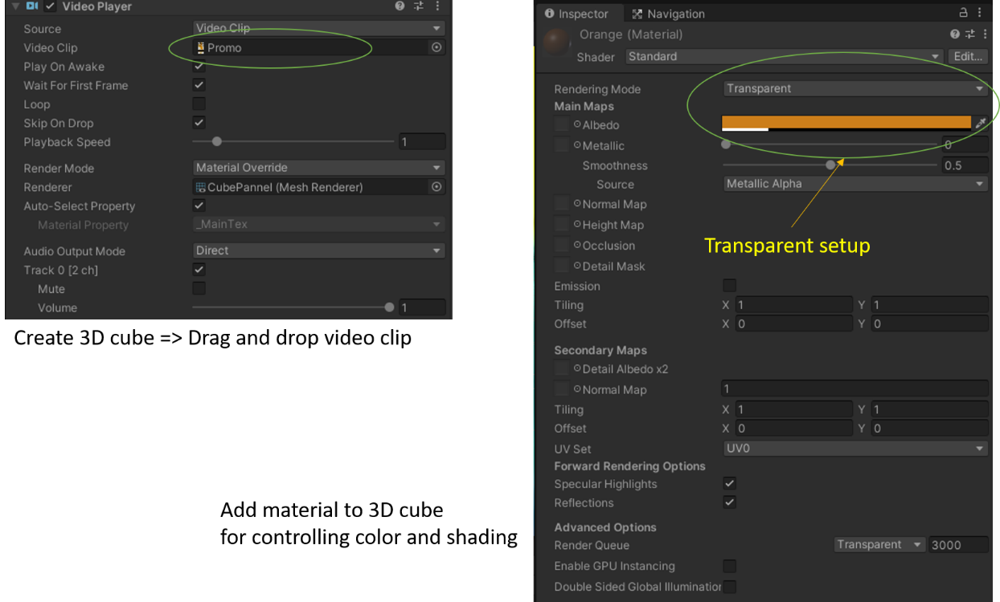 Video Player
Source Video Clip
Video Clip Promo
Play On Awake
Wait For First Frame
Loop
Skip On Drop
Playback Speed 1
Render Mode Material Override
Renderer CubePannel (Mesh Renderer)
Auto-Select Property
Material Property _MainTex
Audio Output Mode Direct
Track 0 [2 ch]
Mute
Volume 1
Create 3D cube => Drag and drop video clip
Add material to 3D cube
for controlling color and shading
Inspector Navigation
Orange (Material)
Shader Standard Edit...
Rendering Mode Transparent
Main Maps
Albedo
Metallic 0
Smoothness 0.5
Source Metallic Alpha
Normal Map
Height Map
Occlusion
Transparent setup
Detail Mask
Emission
Tiling X 1 Y 1
Offset X 0 Y 0
Secondary Maps
Detail Albedo x2
Normal Map 1
Tiling X 1 Y 1
Offset X 0 Y 0
UV Set UV0
Forward Rendering Options
Specular Highlights
Reflections
Advanced Options
Render Queue Transparent 3000
Enable GPU Instancing
Double Sided Global Illumination